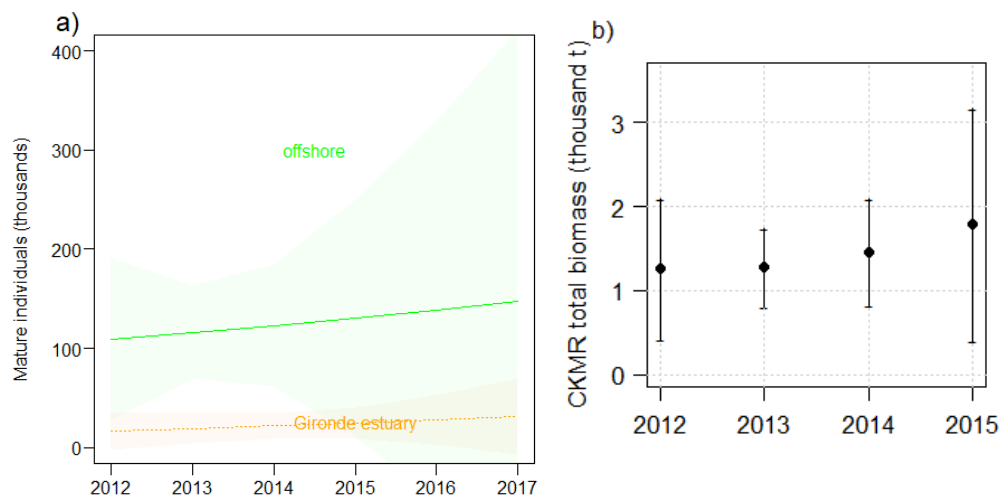 a)
Mature individuals (thousands)
400
300
200
100
0
offshore
Gironde estuary
2012 2013 2014 2015 2016 2017
b)
CKMR total biomass (thousand t)
3
2
1
0
2012 2013 2014 2015